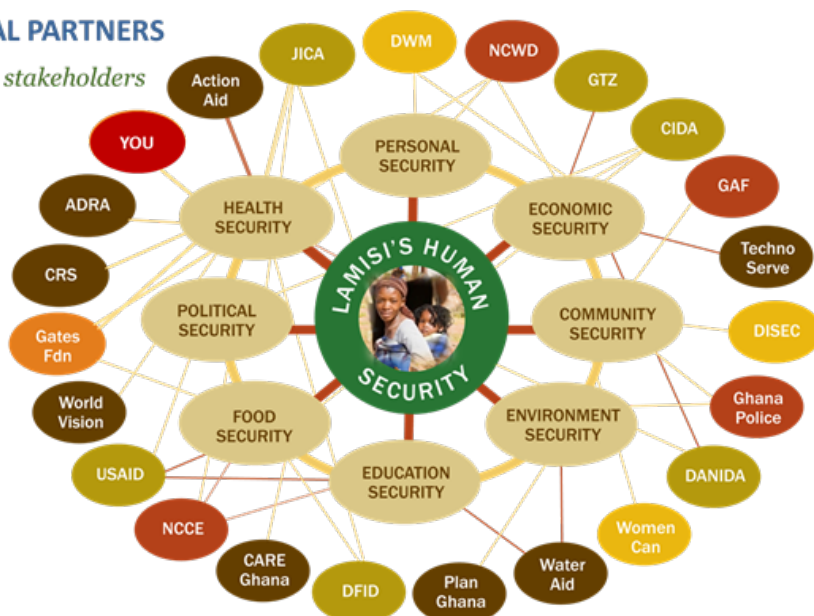 AL PARTNERS
stakeholders
JICA
DWM
NCWD
GTZ
CIDA
GAF
Techno
Serve
DISEC
Ghana
Police
DANIDA
Women
Can
Water
Aid
Plan
Ghana
DFID
CARE
Ghana
NCCE
USAID
World
Vision
Gates
Fdn
CRS
ADRA
YOU
Action
Aid
PERSONAL
SECURITY
ECONOMIC
SECURITY
COMMUNITY
SECURITY
ENVIRONMENT
SECURITY
EDUCATION
SECURITY
FOOD
SECURITY
POLITICAL
SECURITY
HEALTH
SECURITY
LAMISI'S HUMAN
SECURITY